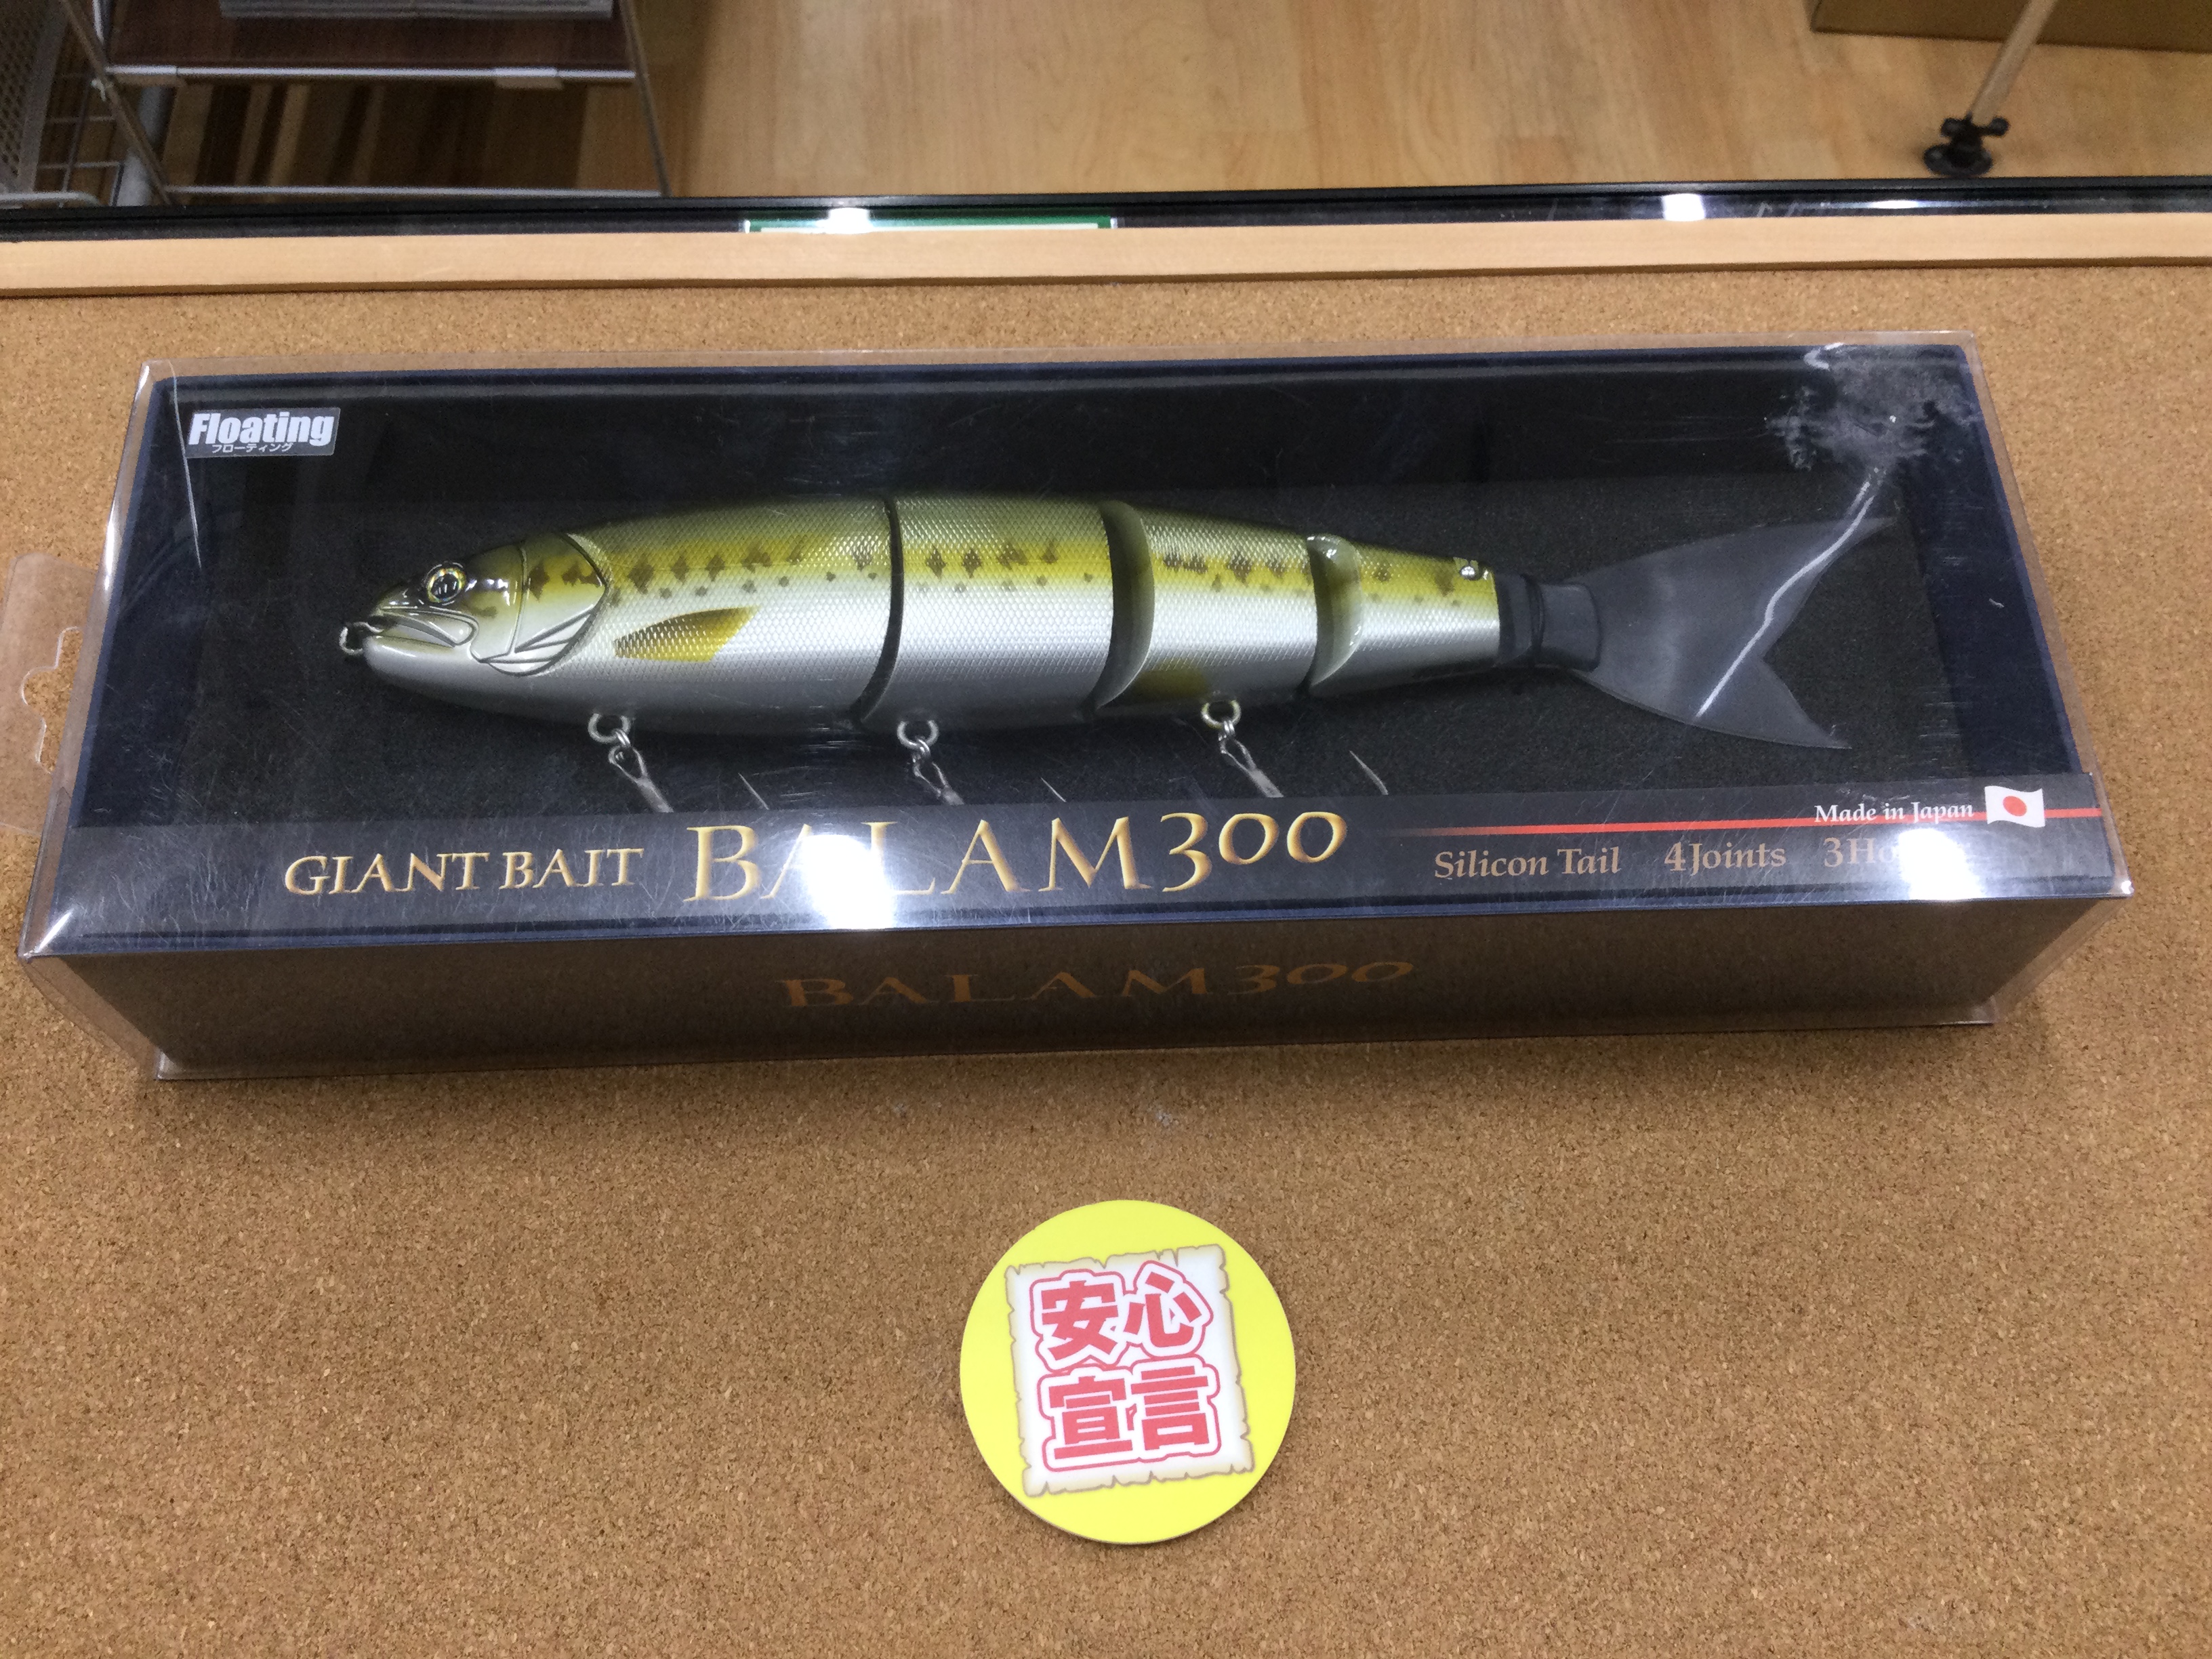 Floating
フローティング
Made in Japan
GIANT BAIT BALAM300
Silicon Tail 4Joints
BALAM300
安心
宣言